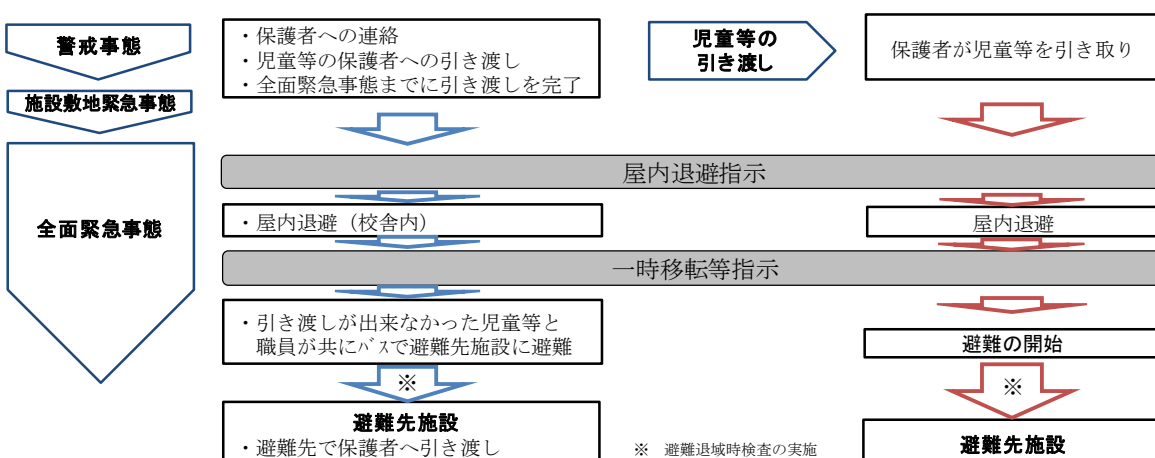 警戒事態
・保護者への連絡
・児童等の保護者への引き渡し
・全面緊急事態までに引き渡しを完了
児童等の
引き渡し
保護者が児童等を引き取り
施設敷地緊急事態
屋内退避指示
全面緊急事態
・屋内退避（校舎内）
屋内退避
一時移転等指示
・引き渡しが出来なかった児童等と
職員が共にバスで避難先施設に避難
避難の開始
※
※
避難先施設
・避難先で保護者へ引き渡し
※ 避難退域時検査の実施
避難先施設